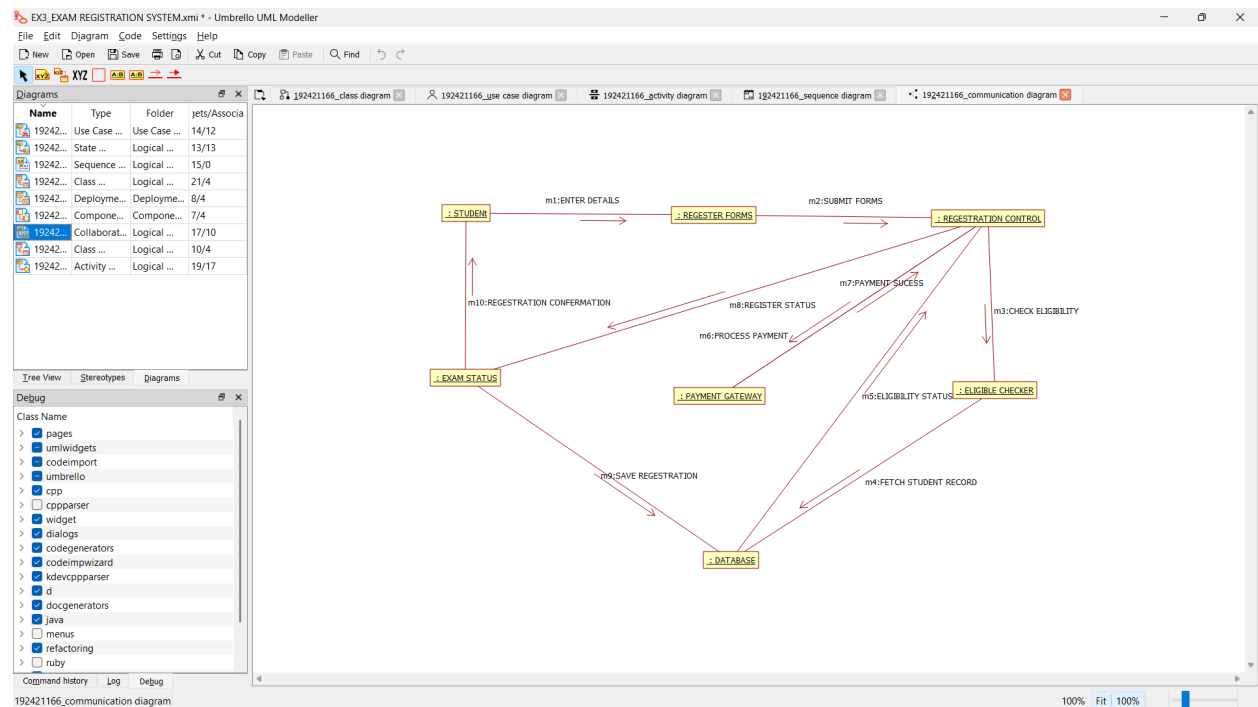 EX3_EXAM REGISTRATION SYSTEM.xmi * - Umbrello UML Modeller
File Edit Diagram Code Settings Help
New Open Save Cut Copy Paste Find
XYZ XYZ A:B A:B
Diagrams
192421166_class diagram 192421166_use case diagram 192421166_activity diagram 192421166_sequence diagram 192421166_communication diagram
Name Type Folder jets/Associa
19242... Use Case ... Use Case ... 14/12
19242... State ... Logical ... 13/13
19242... Sequence ... Logical ... 15/0
19242... Class ... Logical ... 21/4
19242... Deployme... Deployme... 8/4
19242... Compone... Compone... 7/4
19242... Collaborat... Logical ... 17/10
19242... Class ... Logical ... 10/4
19242... Activity ... Logical ... 19/17
Tree View Stereotypes Diagrams
Debug
Class Name
pages
umlwidgets
codeimport
umbrello
cpp
cppparser
widget
dialogs
codegenerators
codeimpwizard
kdevcppparser
d
docgenerators
java
menus
refactoring
ruby
Command history Log Debug
192421166_communication diagram
m1:ENTER DETAILS
m2:SUBMIT FORMS
: STUDENT
: REGESTER FORMS
: REGESTRATION CONTROL
m7:PAYMENT SUCESS
m10:REGESTRATION CONFERMATION
m8:REGISTER STATUS
m3:CHECK ELIGIBILITY
m6:PROCESS PAYMENT
: EXAM STATUS
: PAYMENT GATEWAY
m5:ELIGIBILITY STATUS
: ELIGIBLE CHECKER
m9:SAVE REGESTRATION
m4:FETCH STUDENT RECORD
: DATABASE
100% Fit 100%